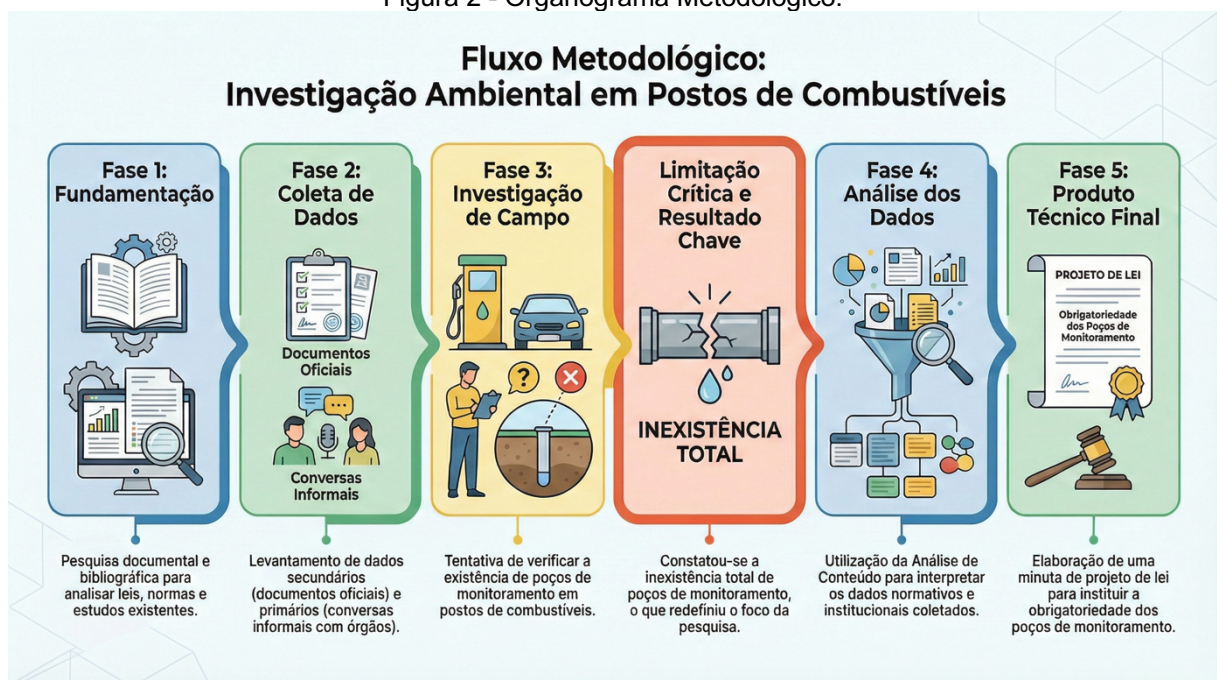 Figura 2 - Organograma Metodológico.
Fluxo Metodológico:
Investigação Ambiental em Postos de Combustíveis
Fase 1:
Fundamentação
Pesquisa documental e
bibliográfica para
analisar leis, normas e
estudos existentes.
Fase 2:
Coleta de
Dados
Documentos
Oficiais
Conversas
Informais
Levantamento de dados
secundários
(documentos oficiais) e
primários (conversas
informais com órgãos).
Fase 3:
Investigação
de Campo
?
Tentativa de verificar a
existência de poços de
monitoramento em
postos de combustíveis.
Limitação
Crítica e
Resultado
Chave
INEXISTÊNCIA
TOTAL
Constatou-se a
inexistência total de
poços de monitoramento,
o que redefiniu o foco da
pesquisa.
Fase 4:
Análise dos
Dados
Utilização da Análise de
Conteúdo para interpretar
os dados normativos e
institucionais coletados.
Fase 5:
Produto
Técnico Final
PROJETO DE LEI
Obrigatoriedade
dos Poços de
Monitoramento
Elaboração de uma
minuta de projeto de lei
para instituir a
obrigatoriedade dos
poços de monitoramento.